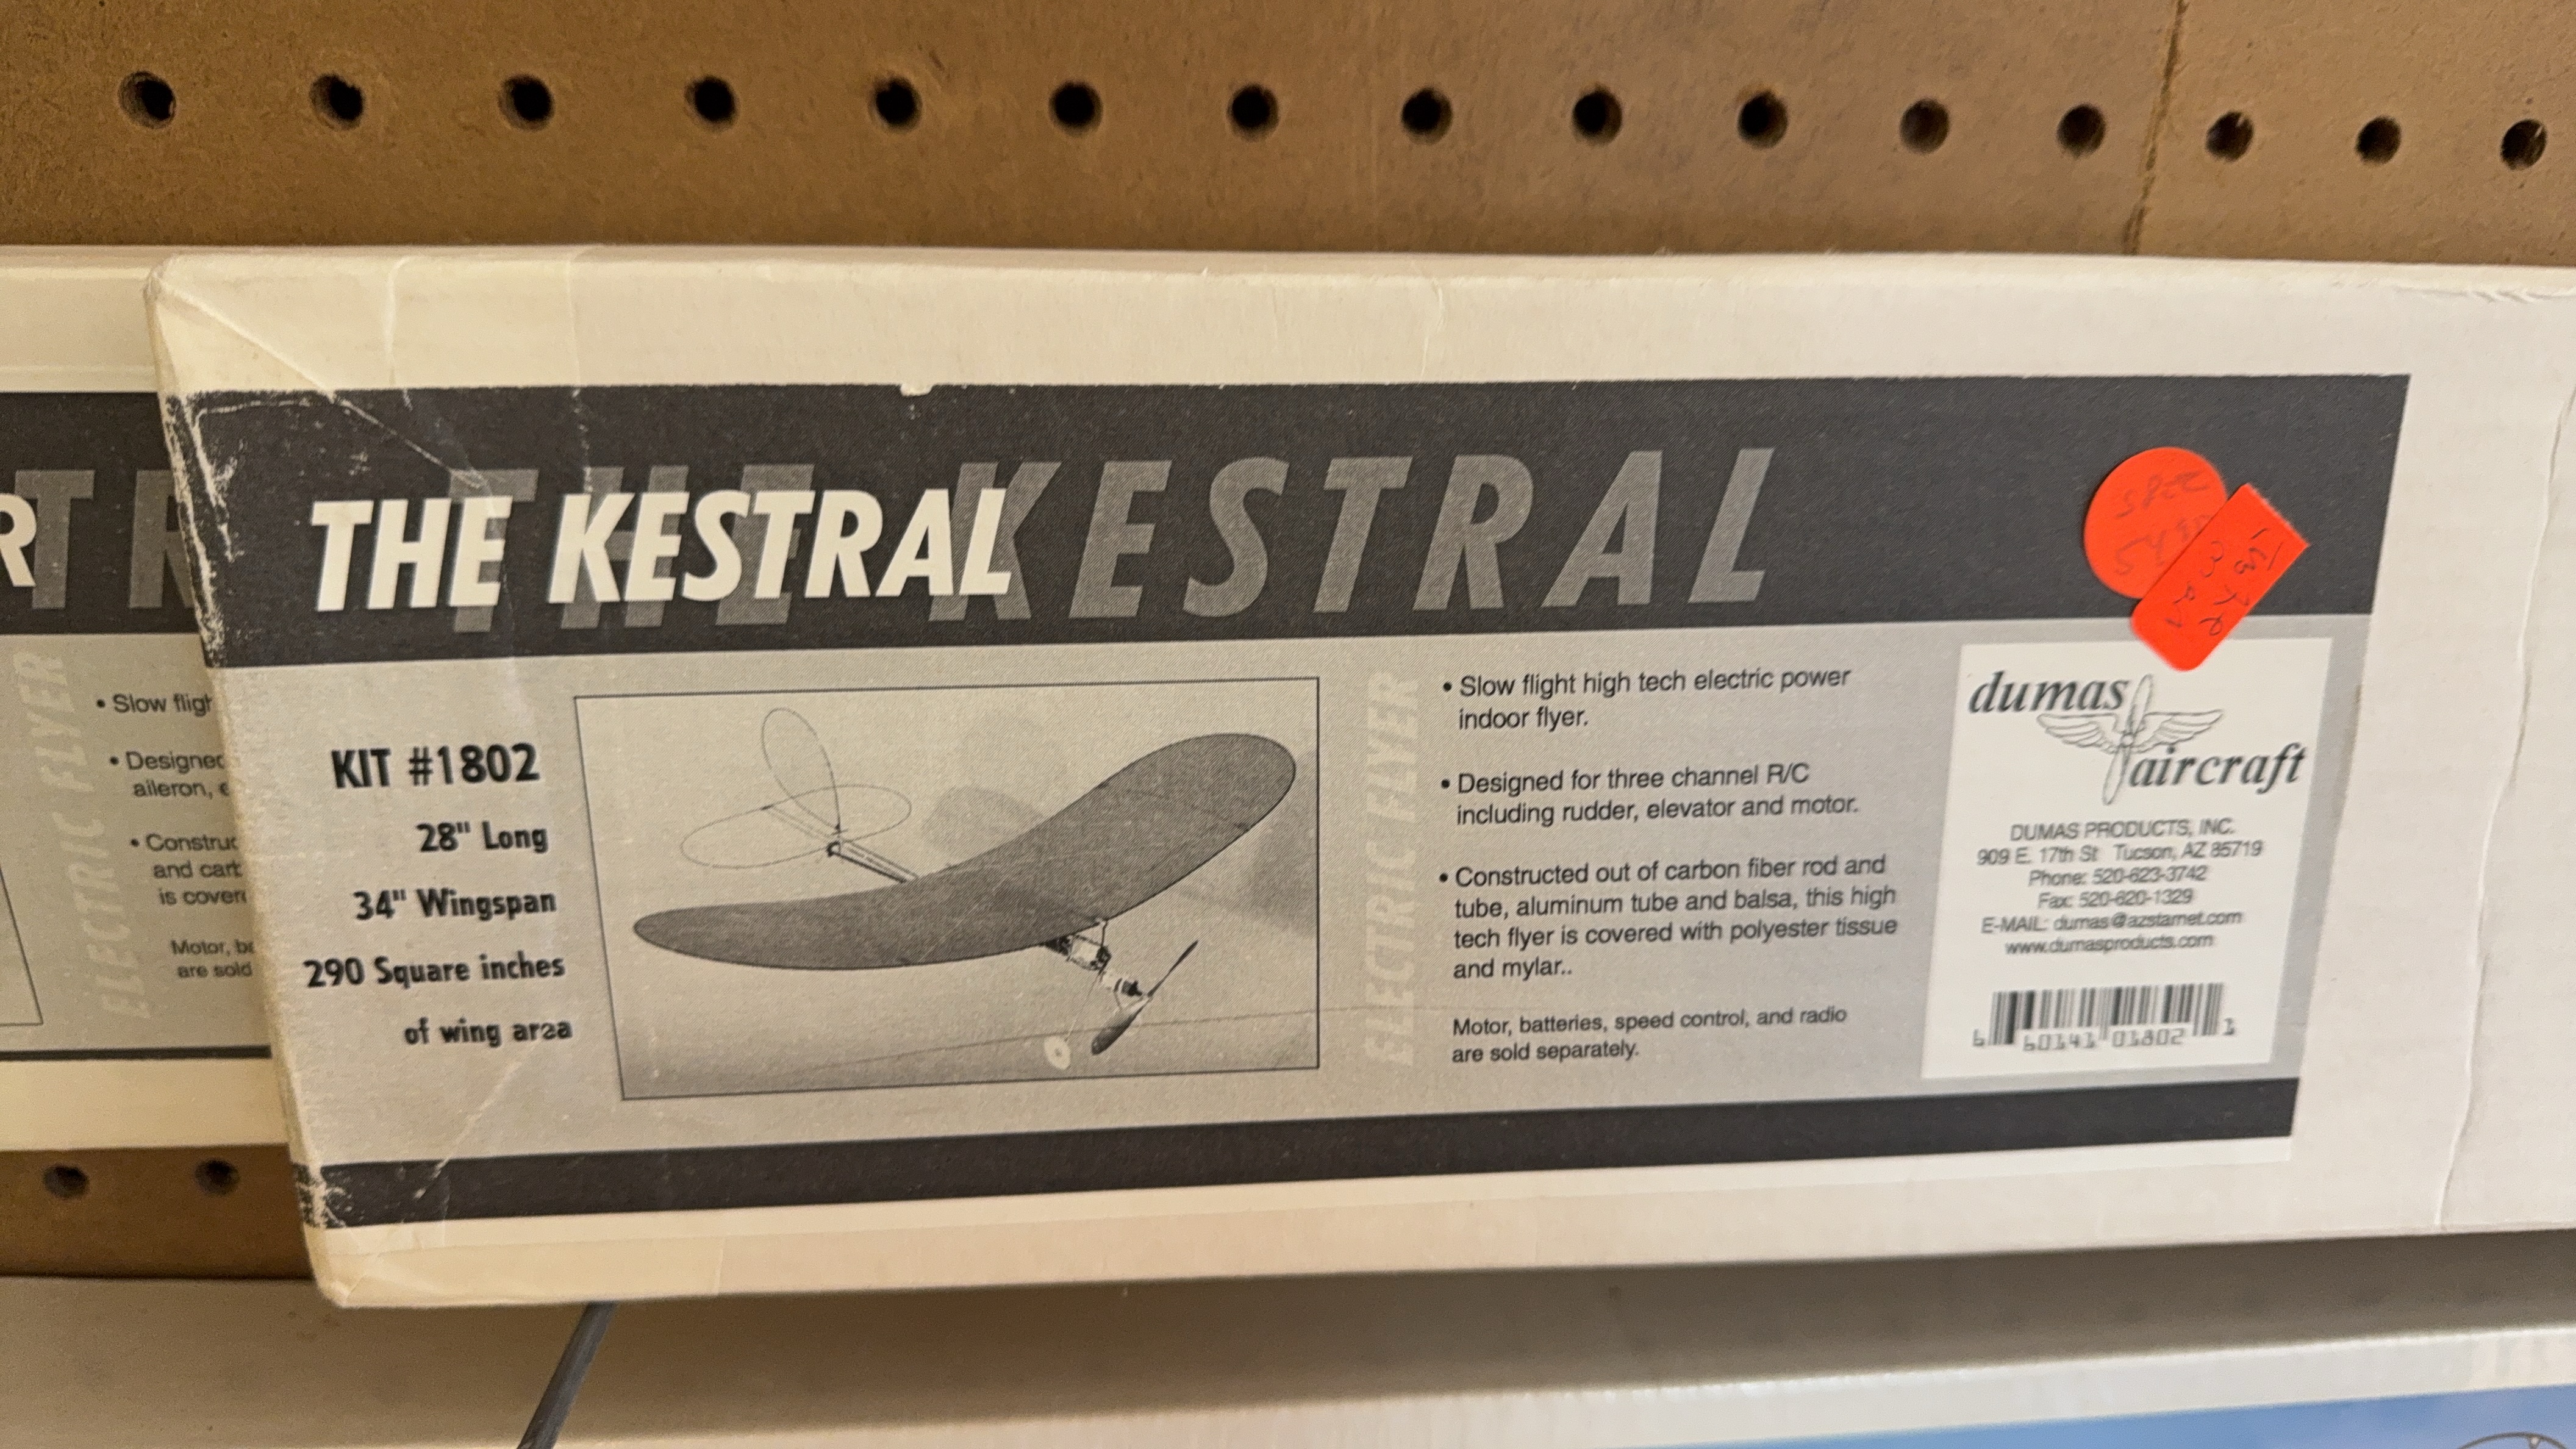 THE KESTRAL
THE KESTRAL
KIT #1802
28" Long
34" Wingspan
290 Square inches
of wing area
ELECTRIC FLYER
• Slow flight high tech electric power
indoor flyer.
• Designed for three channel R/C
including rudder, elevator and motor.
• Constructed out of carbon fiber rod and
tube, aluminum tube and balsa, this high
tech flyer is covered with polyester tissue
and mylar..
Motor, batteries, speed control, and radio
are sold separately.
dumas
aircraft
DUMAS PRODUCTS, INC.
909 E. 17th St Tucson, AZ 85719
Phone: 520-623-3742
Fax: 520-620-1329
E-MAIL: dumas@azstarnet.com
www.dumasproducts.com
6 60141 01802 1
R
T R
ELECTRIC FLYER
• Slow
• Designed
aileron,
•
and
is
Motor,
are sold